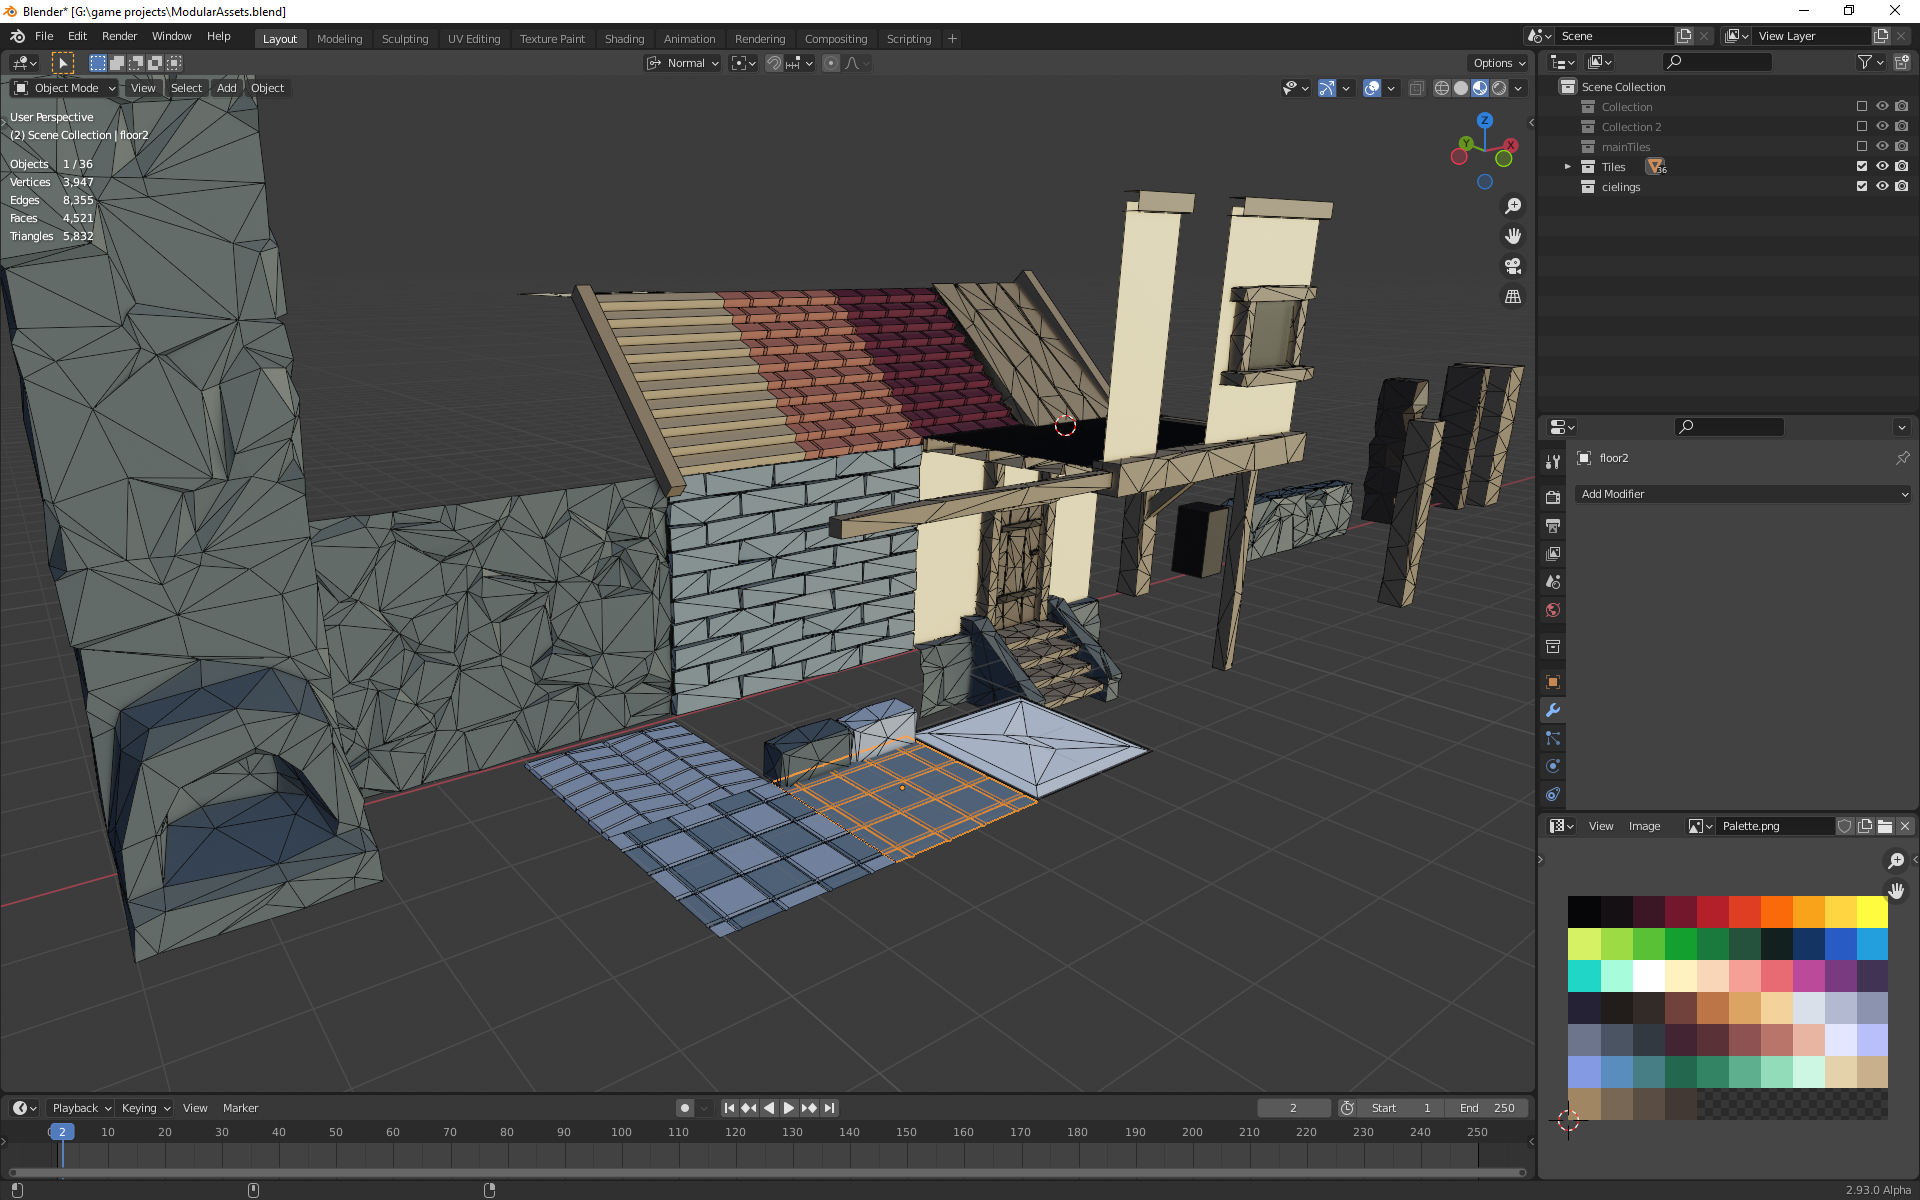 Blender* [G:\game projects\ModularAssets.blend]
File Edit Render Window Help
Layout Modeling Sculpting UV Editing Texture Paint Shading Animation Rendering Compositing Scripting +
Scene
View Layer
Normal
Options
Object Mode View Select Add Object
User Perspective
(2) Scene Collection | floor2
Objects 1 / 36
Vertices 3,947
Edges 8,355
Faces 4,521
Triangles 5,832
Z
Y
X
Scene Collection
Collection
Collection 2
mainTiles
Tiles 36
cielings
floor2
Add Modifier
View Image Palette.png
Playback Keying View Marker
2
Start 1
End 250
0 2 10 20 30 40 50 60 70 80 90 100 110 120 130 140 150 160 170 180 190 200 210 220 230 240 250
2.93.0 Alpha